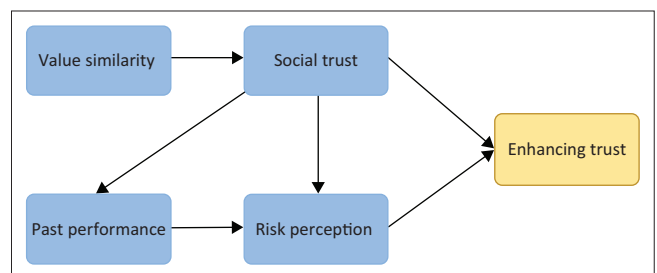 Value similarity
Social trust
Enhancing trust
Past performance
Risk perception